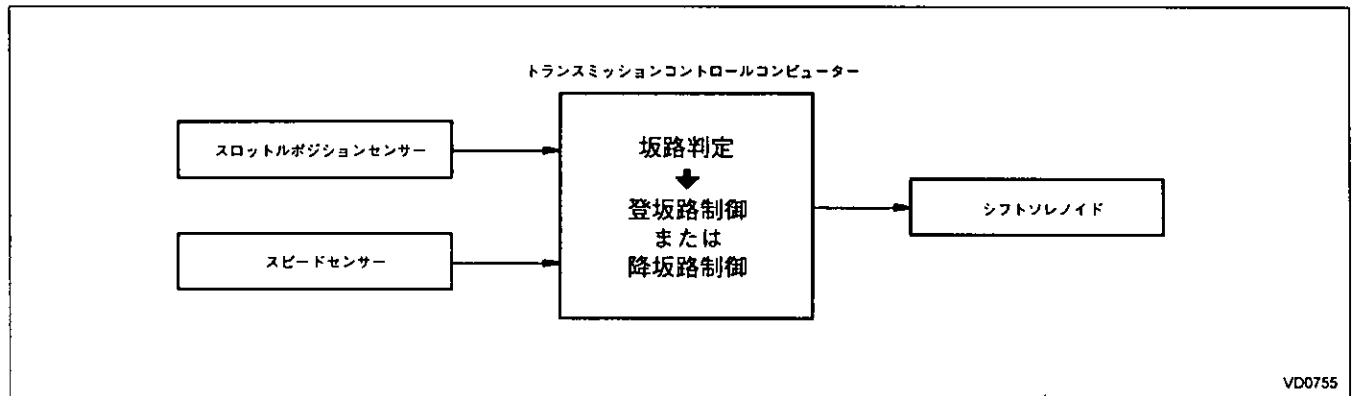 トランスミッションコントロールコンピューター
スロットルポジションセンサー
スピードセンサー
坂路判定
登坂路制御
または
降坂路制御
シフトソレノイド
VD0755